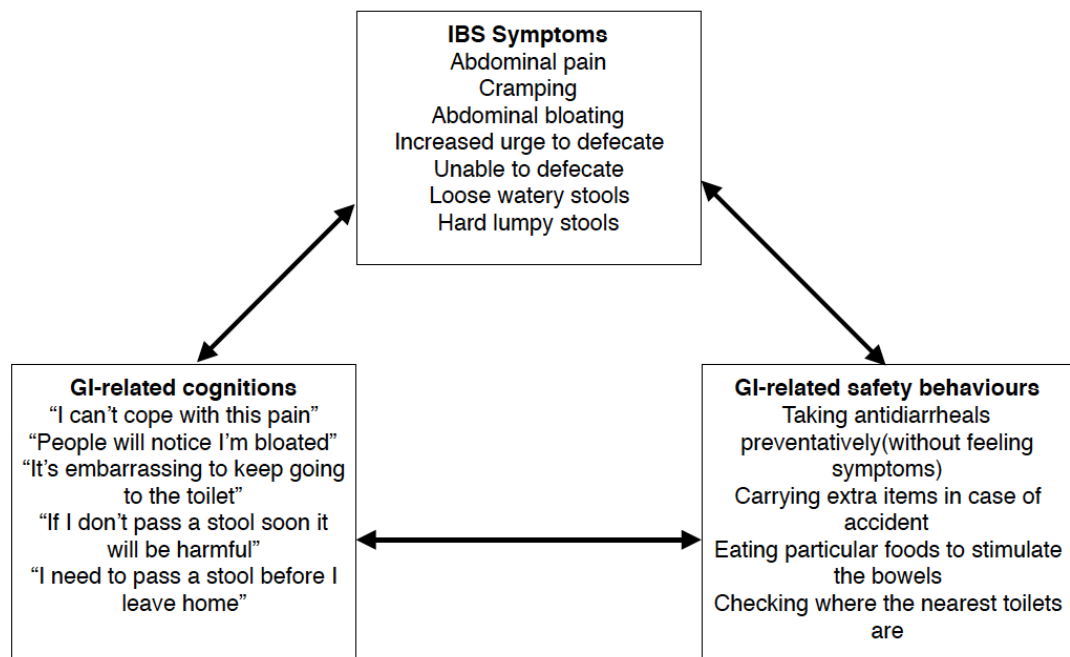 IBS Symptoms
Abdominal pain
Cramping
Abdominal bloating
Increased urge to defecate
Unable to defecate
Loose watery stools
Hard lumpy stools
GI-related cognitions
“I can’t cope with this pain”
“People will notice I’m bloated”
“It’s embarrassing to keep going
to the toilet”
“If I don’t pass a stool soon it
will be harmful”
“I need to pass a stool before I
leave home”
GI-related safety behaviours
Taking antidiarrheals
preventatively(without feeling
symptoms)
Carrying extra items in case of
accident
Eating particular foods to stimulate
the bowels
Checking where the nearest toilets
are